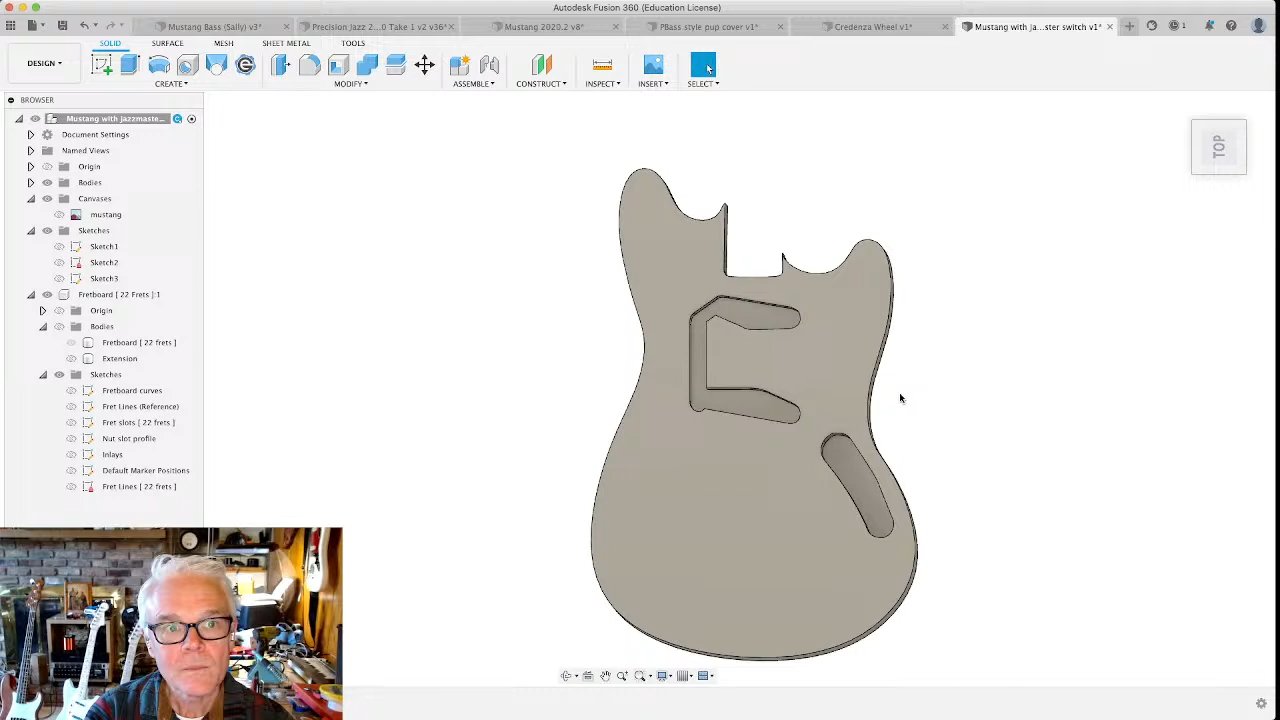 Autodesk Fusion 360 (Education License)
Mustang Bass (Sally) v3*
Precision Jazz 2...0 Take 1 v2 v36*
Mustang 2020.2 v8*
PBass style pup cover v1*
Credenza Wheel v1*
Mustang with Ja...ster switch v1*
1
SOLID
SURFACE
MESH
SHEET METAL
TOOLS
DESIGN
CREATE
MODIFY
ASSEMBLE
CONSTRUCT
INSPECT
INSERT
SELECT
BROWSER
Mustang with Jazzmaste...
Document Settings
Named Views
Origin
Bodies
Canvases
mustang
Sketches
Sketch1
Sketch2
Sketch3
Fretboard [ 22 Frets ]:1
Origin
Bodies
Fretboard [ 22 frets ]
Extension
Sketches
Fretboard curves
Fret Lines (Reference)
Fret slots [ 22 frets ]
Nut slot profile
Inlays
Default Marker Positions
Fret Lines [ 22 frets ]
TOP